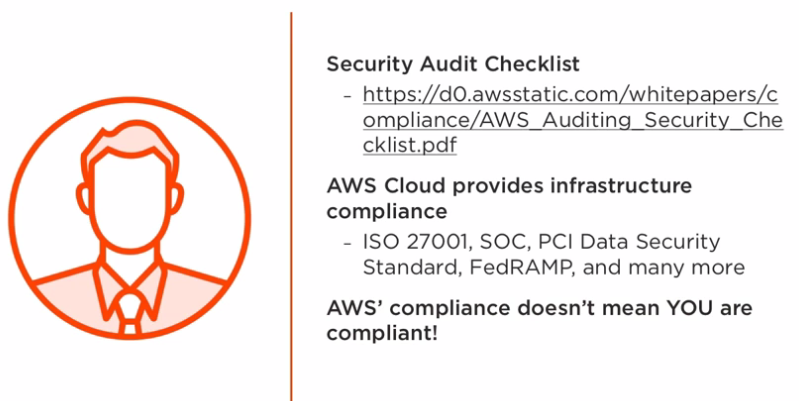 Security Audit Checklist
– https://d0.awsstatic.com/whitepapers/c
ompliance/AWS_Auditing_Security_Che
cklist.pdf
AWS Cloud provides infrastructure
compliance
– ISO 27001, SOC, PCI Data Security
Standard, FedRAMP, and many more
AWS’ compliance doesn’t mean YOU are
compliant!